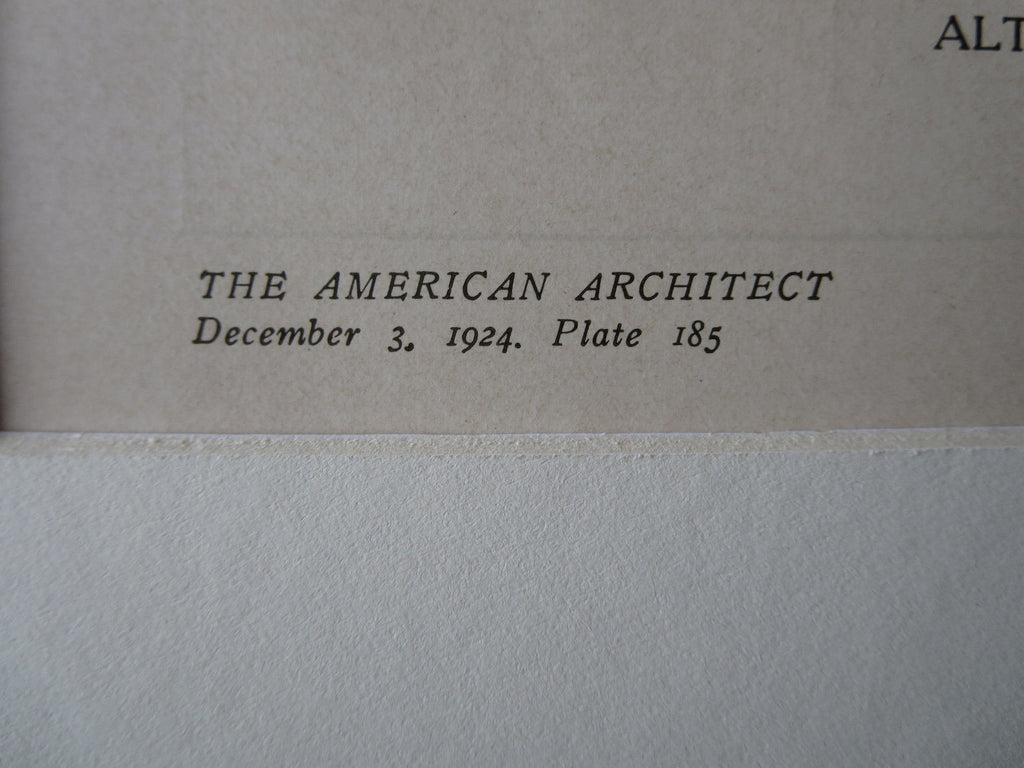 ALT
THE AMERICAN ARCHITECT
December 3, 1924. Plate 185